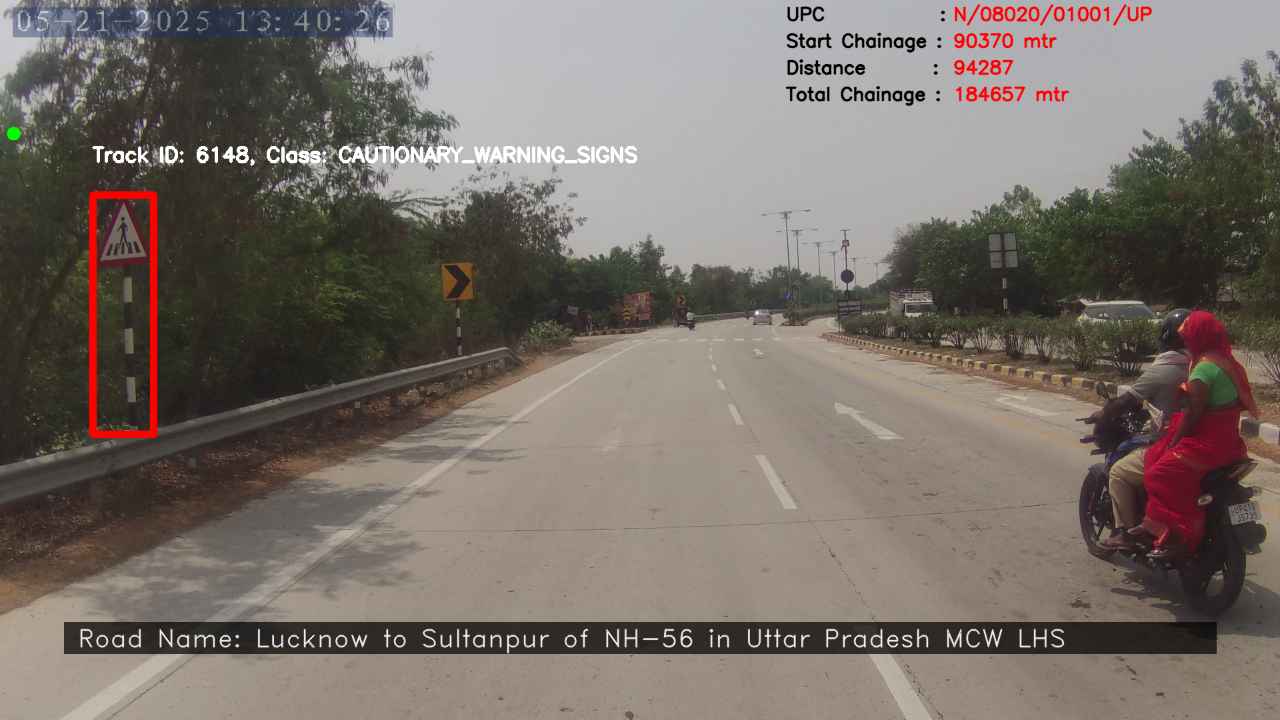 05-21-2025 13:40:26
UPC : N/08020/01001/UP
Start Chainage : 90370 mtr
Distance : 94287
Total Chainage : 184657 mtr
Track ID: 6148, Class: CAUTIONARY_WARNING_SIGNS
Road Name: Lucknow to Sultanpur of NH-56 in Uttar Pradesh MCW LHS